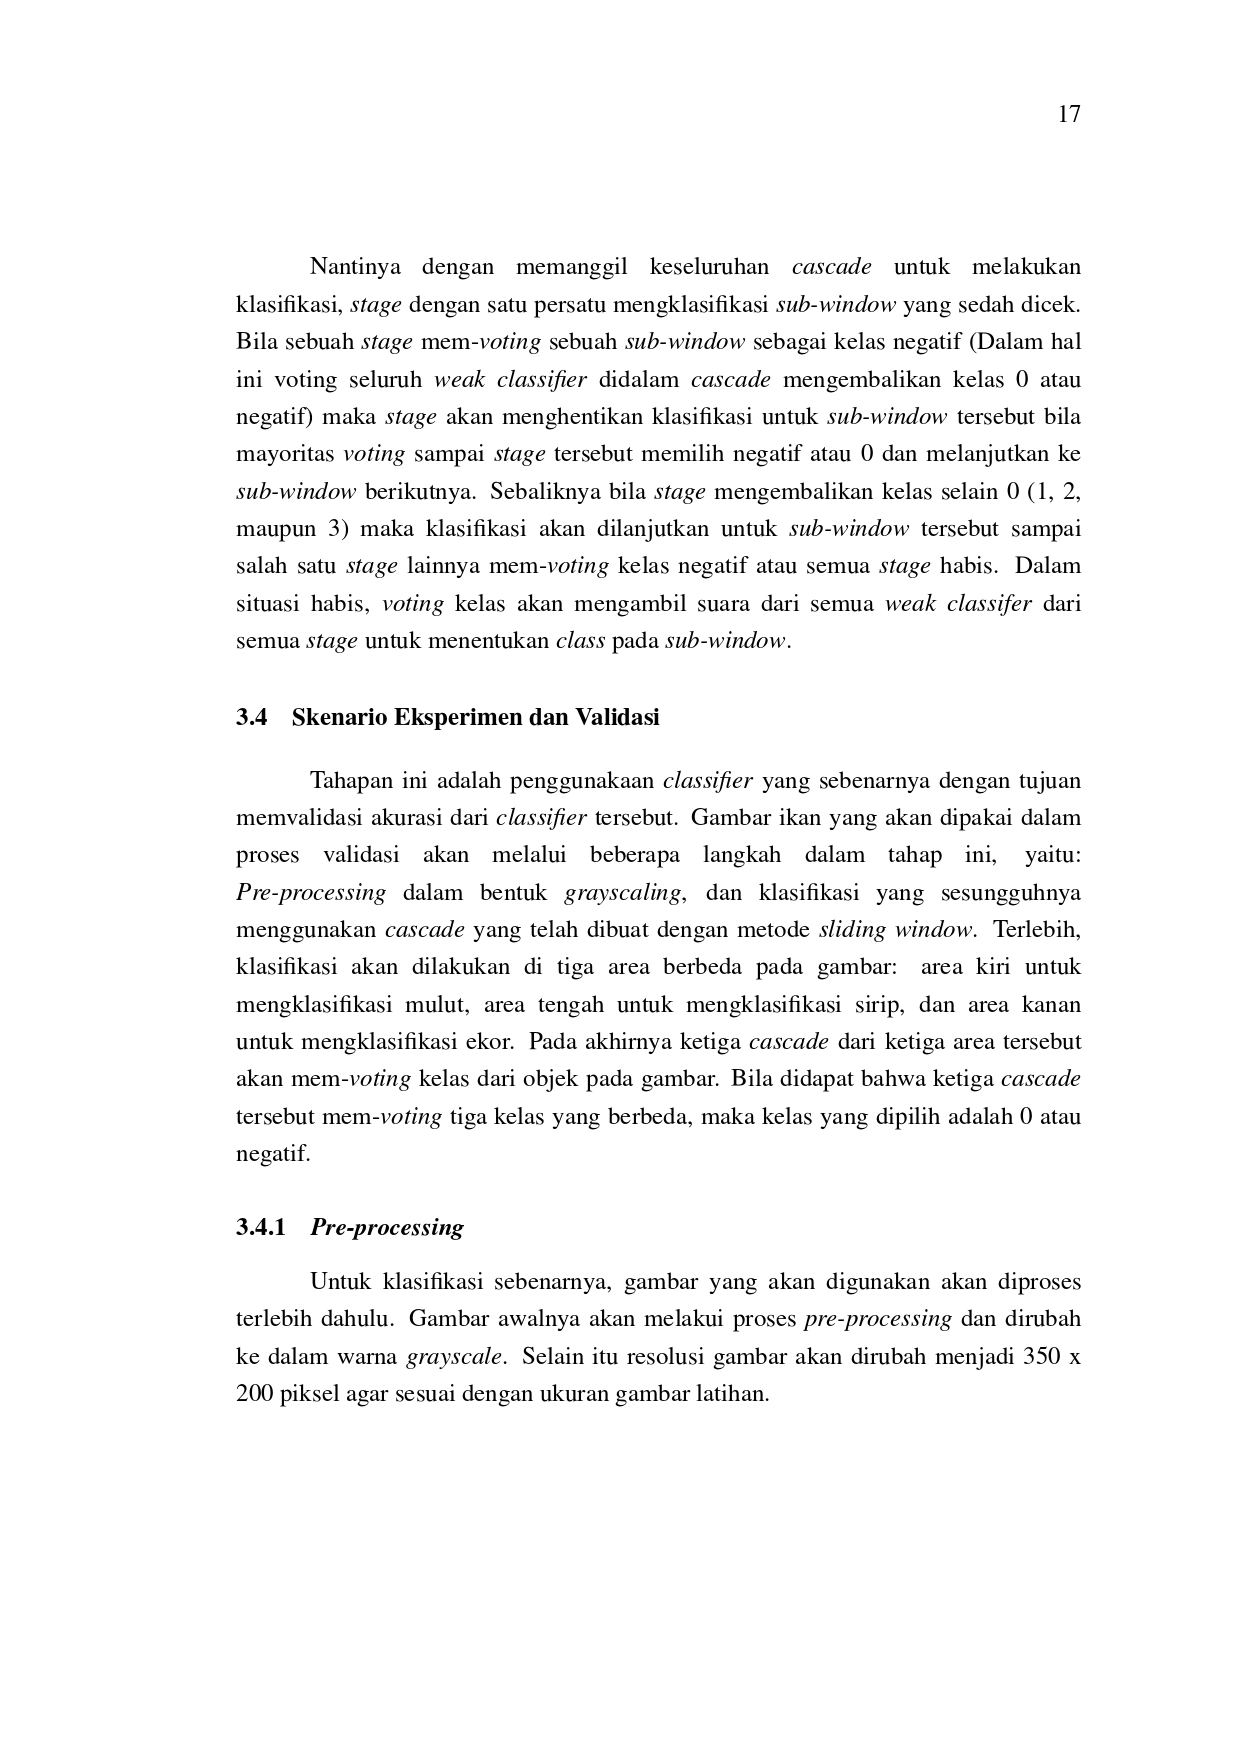 17
Nantinya dengan memanggil keseluruhan cascade untuk melakukan
klasifikasi, stage dengan satu persatu mengklasifikasi sub-window yang sedah dicek.
Bila sebuah stage mem-voting sebuah sub-window sebagai kelas negatif (Dalam hal
ini voting seluruh weak classifier didalam cascade mengembalikan kelas 0 atau
negatif) maka stage akan menghentikan klasifikasi untuk sub-window tersebut bila
mayoritas voting sampai stage tersebut memilih negatif atau 0 dan melanjutkan ke
sub-window berikutnya. Sebaliknya bila stage mengembalikan kelas selain 0 (1, 2,
maupun 3) maka klasifikasi akan dilanjutkan untuk sub-window tersebut sampai
salah satu stage lainnya mem-voting kelas negatif atau semua stage habis. Dalam
situasi habis, voting kelas akan mengambil suara dari semua weak classifer dari
semua stage untuk menentukan class pada sub-window.
3.4 Skenario Eksperimen dan Validasi
Tahapan ini adalah penggunakaan classifier yang sebenarnya dengan tujuan
memvalidasi akurasi dari classifier tersebut. Gambar ikan yang akan dipakai dalam
proses validasi akan melalui beberapa langkah dalam tahap ini, yaitu:
Pre-processing dalam bentuk grayscaling, dan klasifikasi yang sesungguhnya
menggunakan cascade yang telah dibuat dengan metode sliding window. Terlebih,
klasifikasi akan dilakukan di tiga area berbeda pada gambar: area kiri untuk
mengklasifikasi mulut, area tengah untuk mengklasifikasi sirip, dan area kanan
untuk mengklasifikasi ekor. Pada akhirnya ketiga cascade dari ketiga area tersebut
akan mem-voting kelas dari objek pada gambar. Bila didapat bahwa ketiga cascade
tersebut mem-voting tiga kelas yang berbeda, maka kelas yang dipilih adalah 0 atau
negatif.
3.4.1 Pre-processing
Untuk klasifikasi sebenarnya, gambar yang akan digunakan akan diproses
terlebih dahulu. Gambar awalnya akan melakui proses pre-processing dan dirubah
ke dalam warna grayscale. Selain itu resolusi gambar akan dirubah menjadi 350 x
200 piksel agar sesuai dengan ukuran gambar latihan.